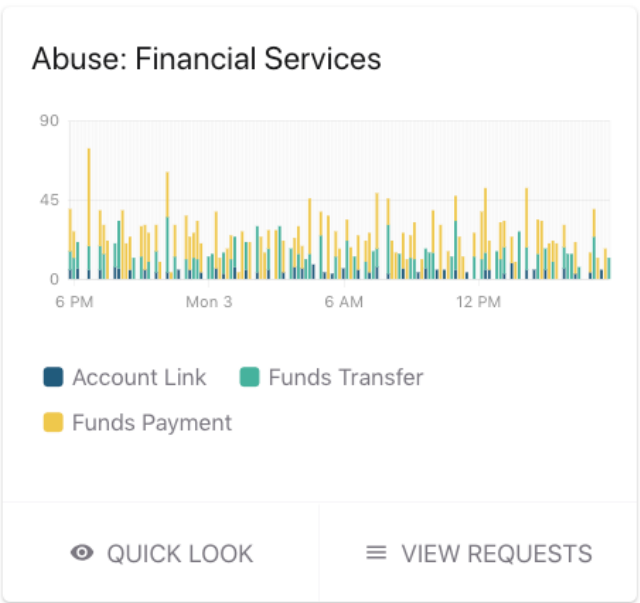 Abuse: Financial Services
90
45
0
6 PM Mon 3 6 AM 12 PM
Account Link Funds Transfer
Funds Payment
QUICK LOOK VIEW REQUESTS